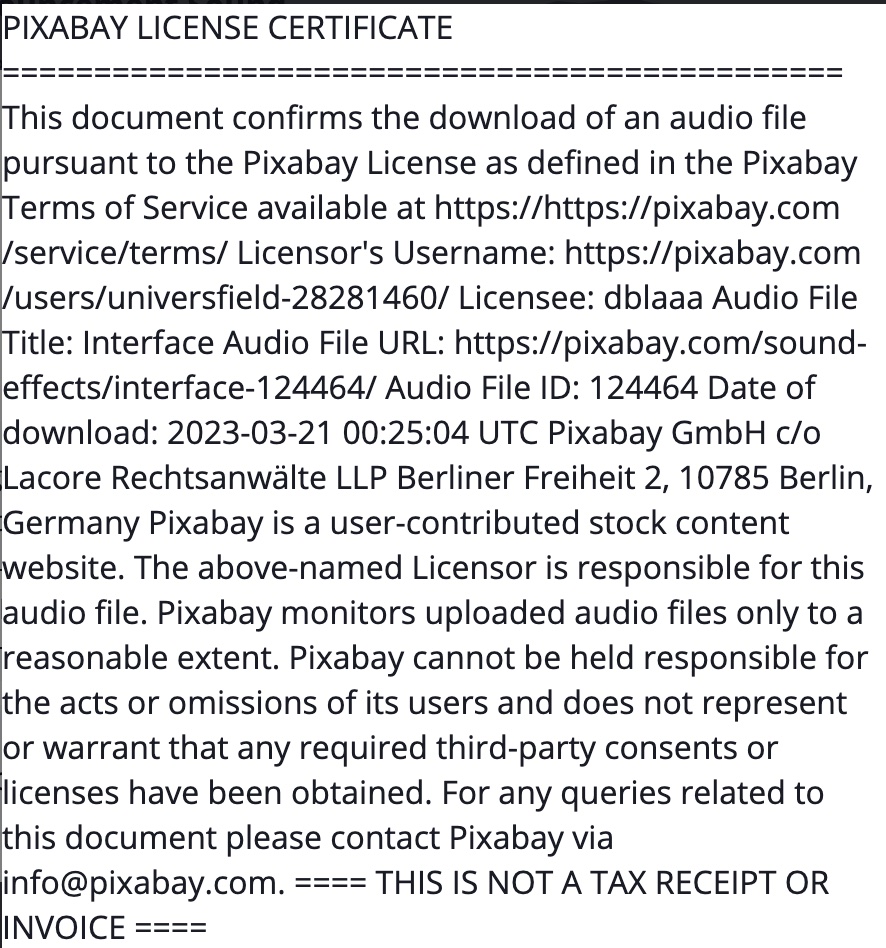 PIXABAY LICENSE CERTIFICATE
==============================================
This document confirms the download of an audio file
pursuant to the Pixabay License as defined in the Pixabay
Terms of Service available at https://https://pixabay.com
/service/terms/ Licensor's Username: https://pixabay.com
/users/universfield-28281460/ Licensee: dblaaa Audio File
Title: Interface Audio File URL: https://pixabay.com/sound-
effects/interface-124464/ Audio File ID: 124464 Date of
download: 2023-03-21 00:25:04 UTC Pixabay GmbH c/o
Lacore Rechtsanwälte LLP Berliner Freiheit 2, 10785 Berlin,
Germany Pixabay is a user-contributed stock content
website. The above-named Licensor is responsible for this
audio file. Pixabay monitors uploaded audio files only to a
reasonable extent. Pixabay cannot be held responsible for
the acts or omissions of its users and does not represent
or warrant that any required third-party consents or
licenses have been obtained. For any queries related to
this document please contact Pixabay via
info@pixabay.com. ==== THIS IS NOT A TAX RECEIPT OR
INVOICE ====